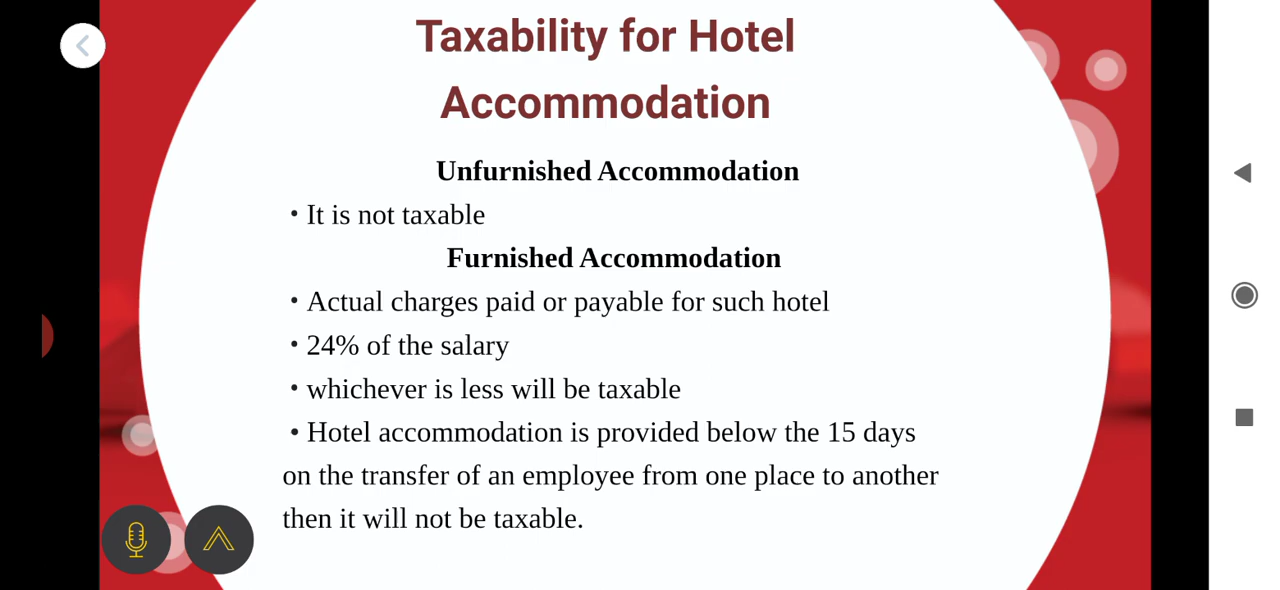 Taxability for Hotel
Accommodation
Unfurnished Accommodation
• It is not taxable
Furnished Accommodation
• Actual charges paid or payable for such hotel
• 24% of the salary
• whichever is less will be taxable
• Hotel accommodation is provided below the 15 days
on the transfer of an employee from one place to another
then it will not be taxable.